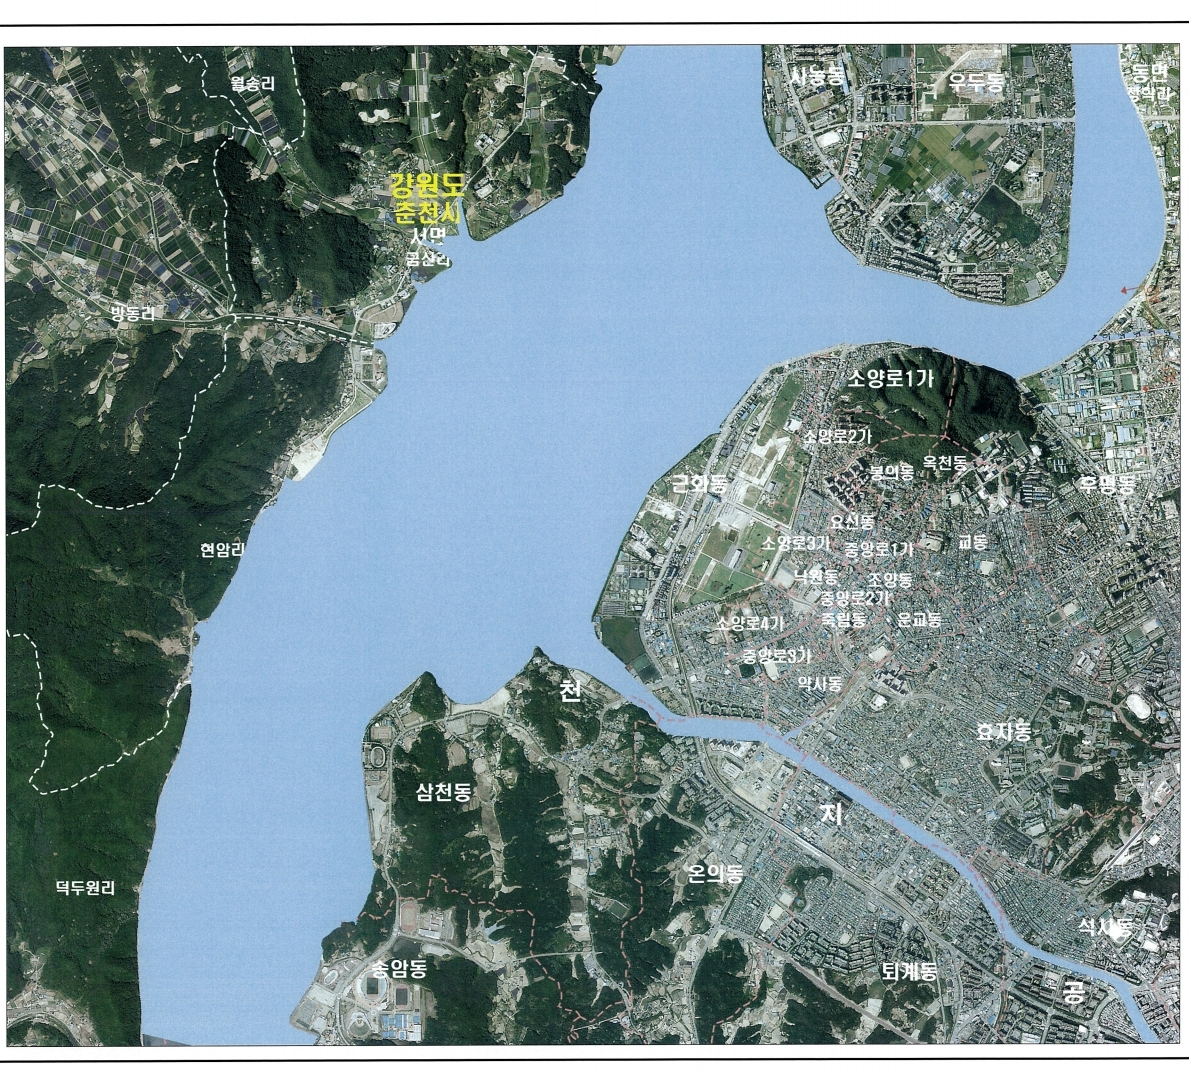 월송리
사농동
우두동
동면
장학리
강원도
춘천시
서면
금산리
방동리
소양로1가
소양로2가
봉의동
옥천동
근화동
후평동
요선동
소양로3가
중앙로1가
교동
현암리
낙원동
조양동
중앙로2가
소양로4가
죽림동
운교동
중앙로3가
약사동
천
효자동
삼천동
지
온의동
덕두원리
석사동
송암동
퇴계동
공